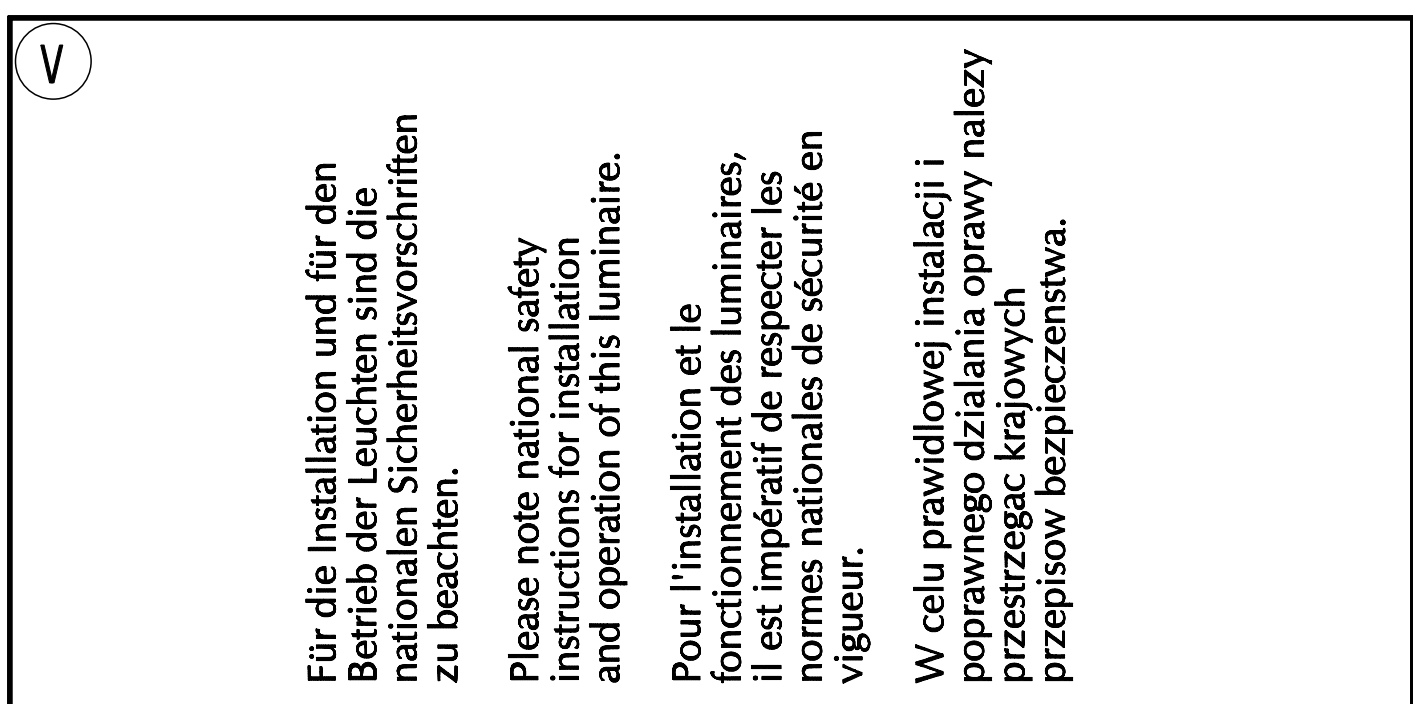 V
Für die Installation und für den
Betrieb der Leuchten sind die
nationalen Sicherheitsvorschriften
zu beachten.
Please note national safety
instructions for installation
and operation of this luminaire.
Pour l'installation et le
fonctionnement des luminaires,
il est impératif de respecter les
normes nationales de sécurité en
vigueur.
W celu prawidlowej instalacji i
poprawnego dzialania oprawy nalezy
przestrzegac krajowych
przepisow bezpieczenstwa.